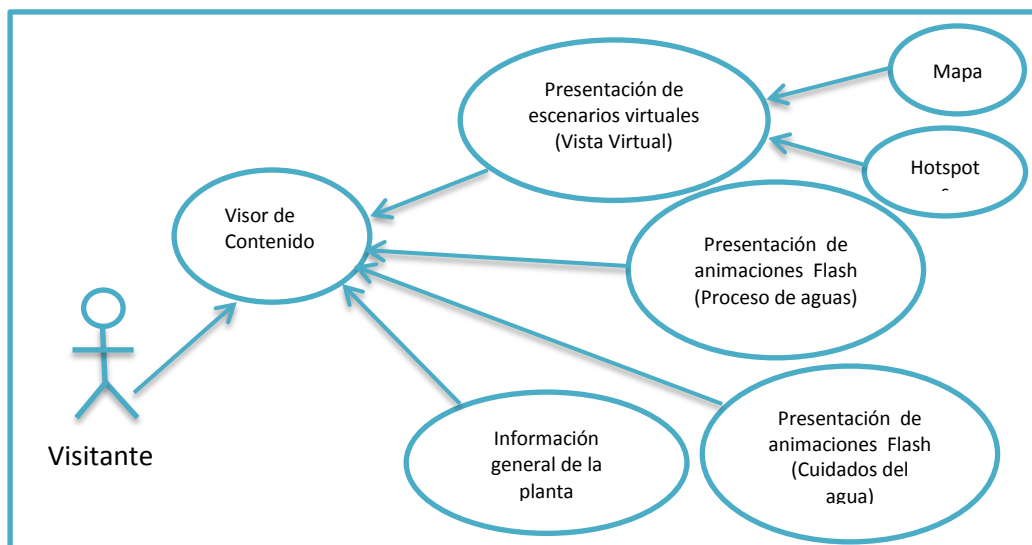 Presentación de
escenarios virtuales
(Vista Virtual)
Mapa
Hotspot
Visor de
Contenido
Presentación de
animaciones Flash
(Proceso de aguas)
Visitante
Información
general de la
planta
Presentación de
animaciones Flash
(Cuidados del
agua)